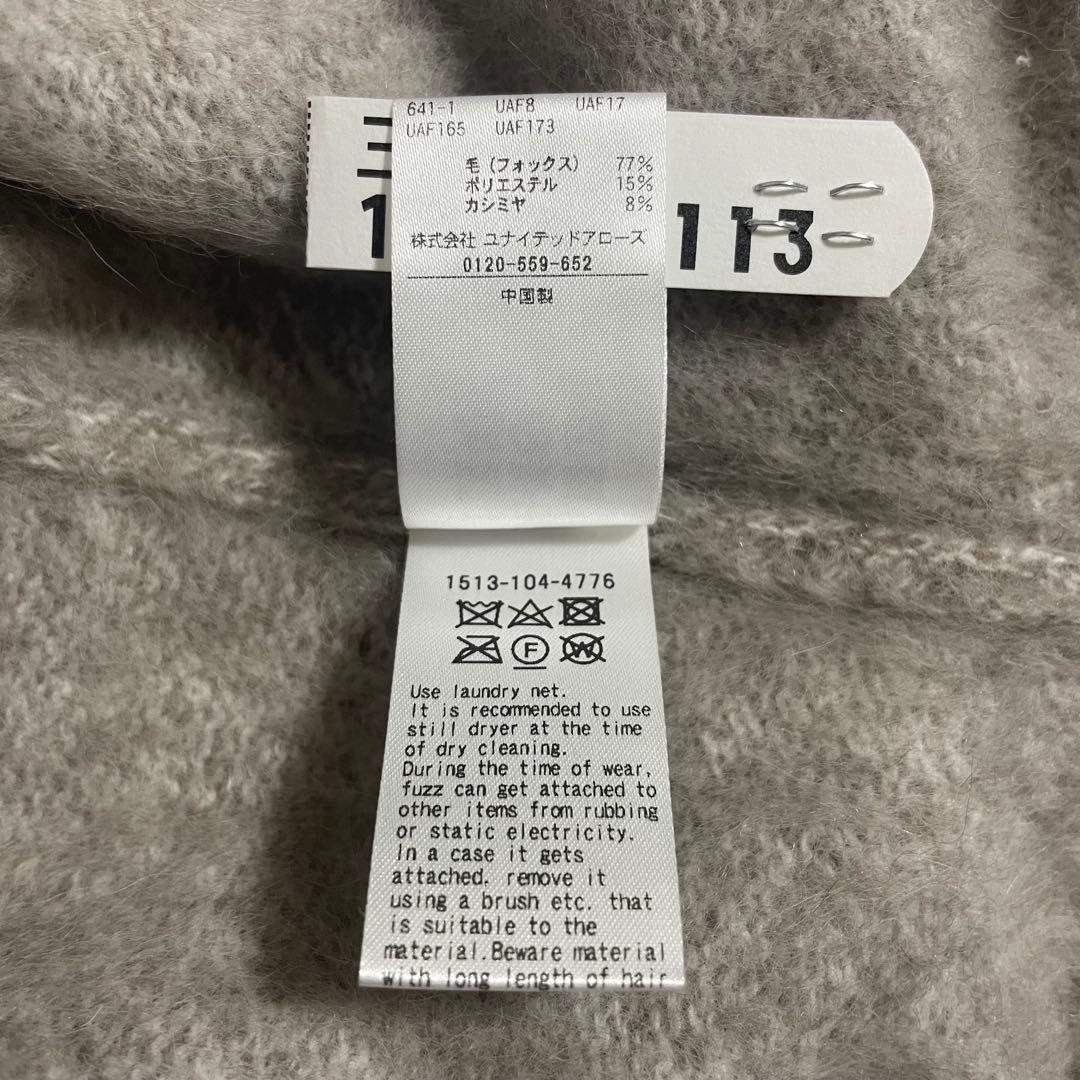 641-1 UAF8 UAF17
UAF165 UAF173
毛(フォックス) 77%
ポリエステル 15%
カシミヤ 8%
株式会社 ユナイテッドアローズ
0120-559-652
中国製
113
1513-104-4776
F
W
Use laundry net.
It is recommended to use
still dryer at the time
of dry cleaning.
During the time of wear,
fuzz can get attached to
other items from rubbing
or static electricity.
In a case it gets
attached, remove it
using a brush etc. that
is suitable to the
material.Beware material
with long length of hair